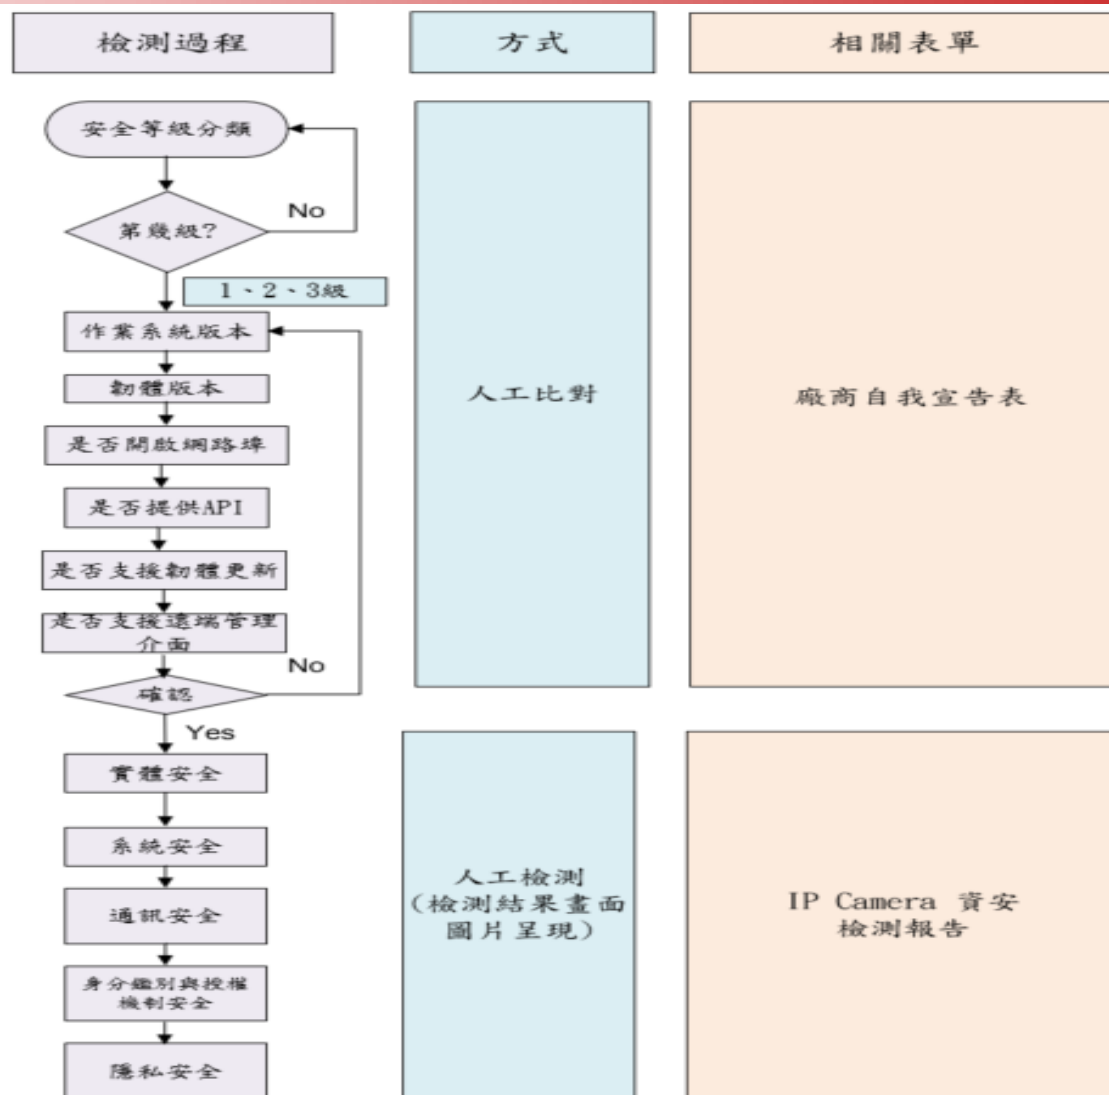 檢測過程
方式
相關表單
安全等級分類
No
第幾級?
1、2、3級
作業系統版本
韌體版本
是否開啟網路埠
是否提供API
是否支援韌體更新
是否支援遠端管理
介面
No
確認
Yes
人工比對
廠商自我宣告表
實體安全
系統安全
通訊安全
身分鑑別與授權
機制安全
隱私安全
人工檢測
(檢測結果畫面
圖片呈現)
IP Camera 資安
檢測報告